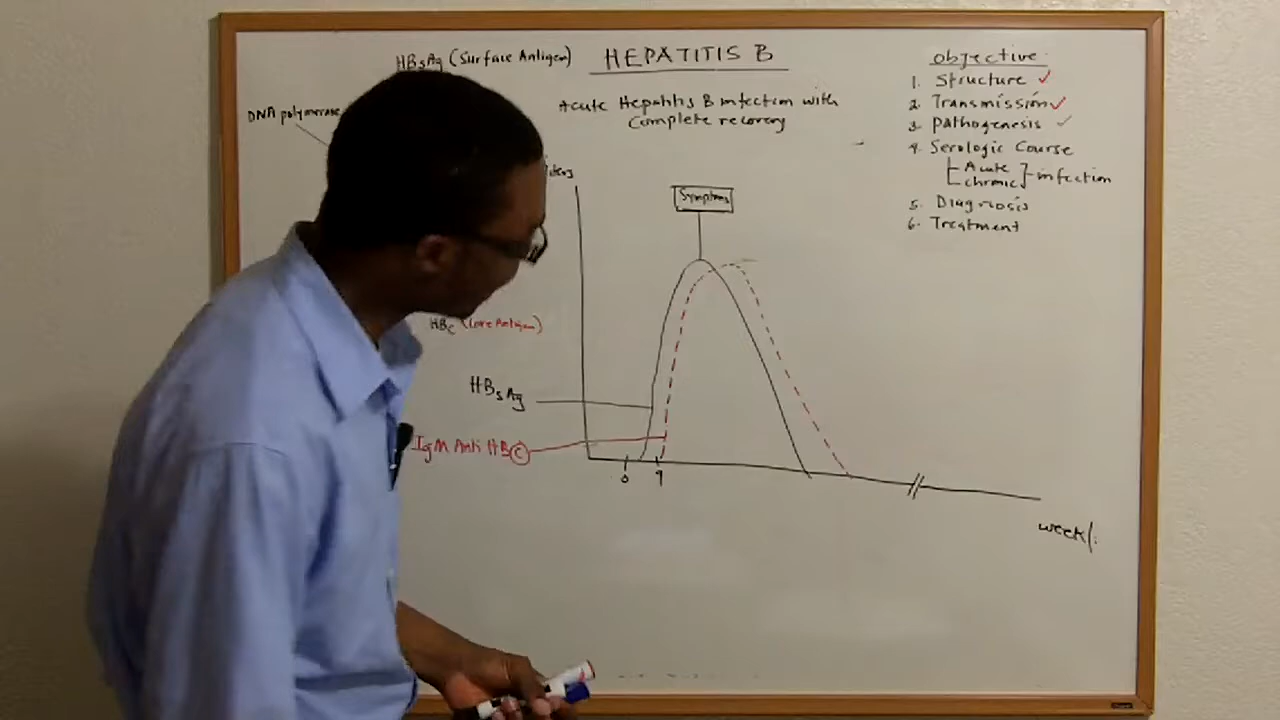 HBsAg (Surface Antigen)
HEPATITIS B
DNA polymerase
Acute Hepatitis B infection with
Complete recovery
Symptoms
HBc (Core Antigen)
HBsAg
IgM Anti HBC
0 4
week/.
Objective
1. Structure ✓
2. Transmission ✓
3. Pathogenesis ✓
4. Serologic Course
Acute
Chronic
infection
5. Diagnosis
6. Treatment